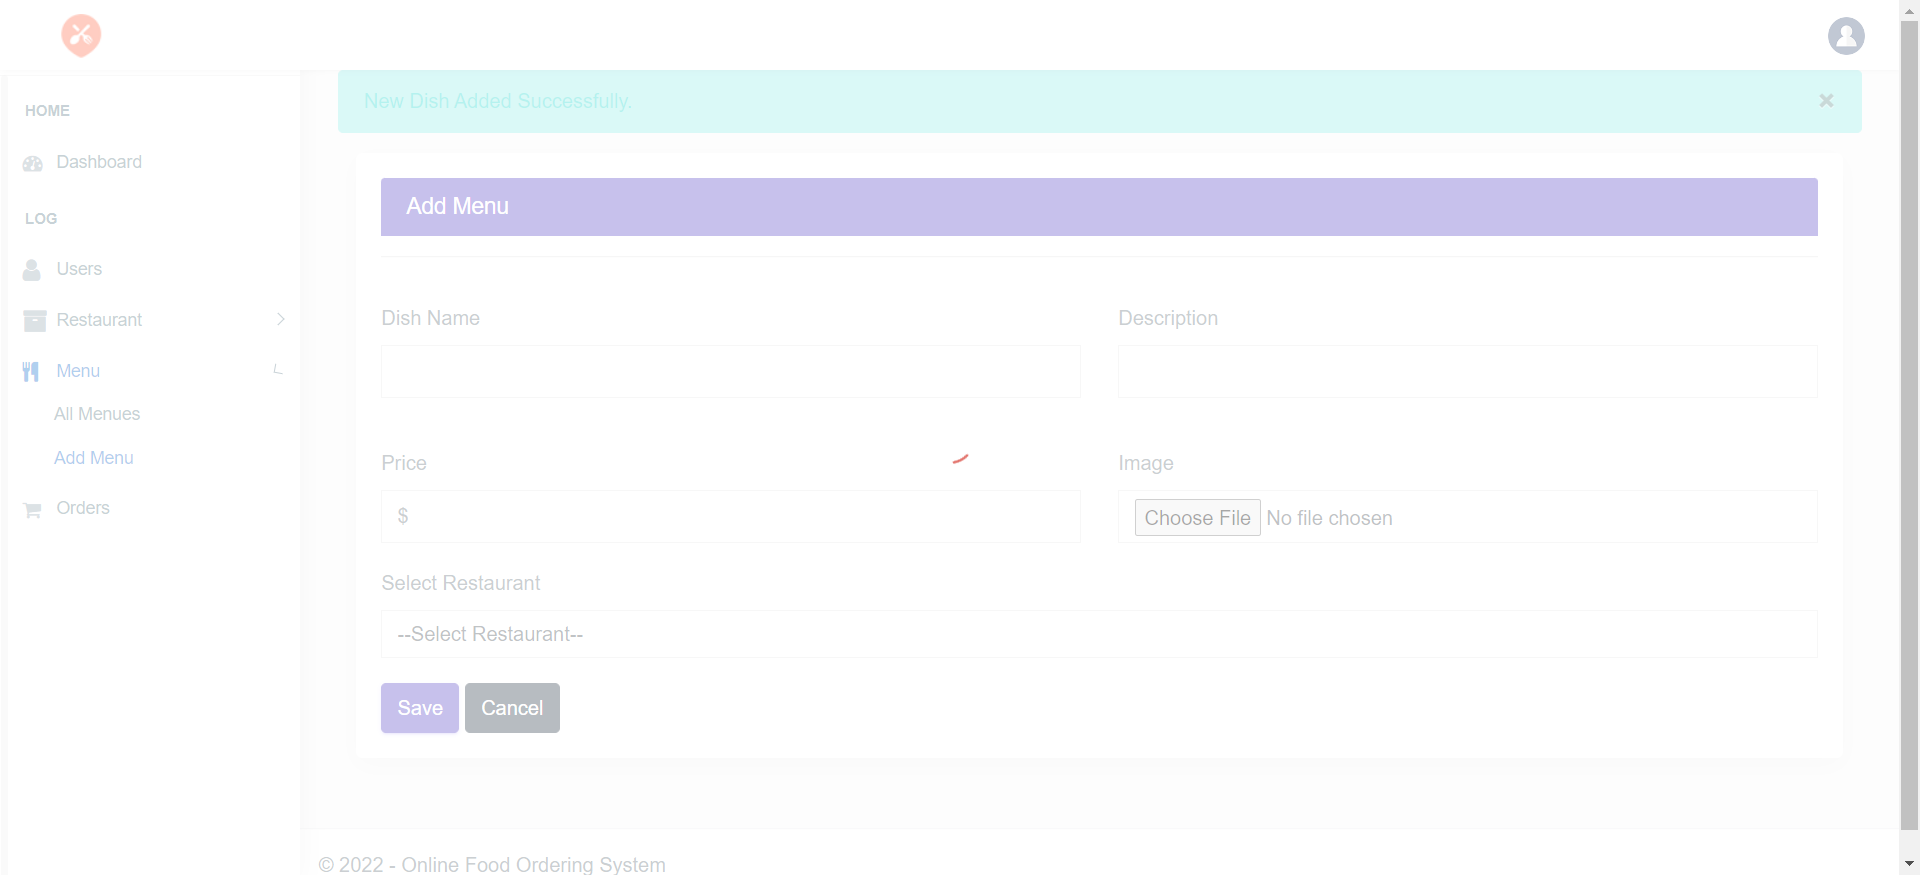 New Dish Added Successfully.
×
HOME
Dashboard
LOG
Users
Restaurant
Menu
All Menues
Add Menu
Orders
Add Menu
Dish Name
Description
Price
Image
$
Choose File No file chosen
Select Restaurant
--Select Restaurant--
Save Cancel
© 2022 - Online Food Ordering System